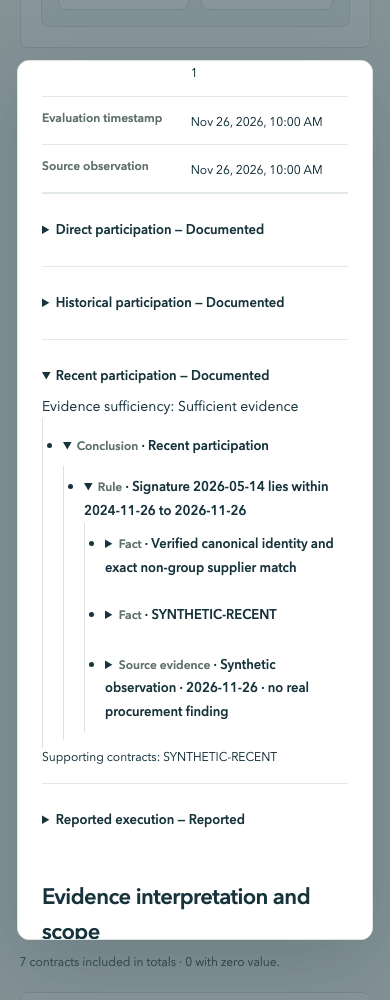 1
Evaluation timestamp Nov 26, 2026, 10:00 AM
Source observation Nov 26, 2026, 10:00 AM
▶ Direct participation – Documented
▶ Historical participation – Documented
▼ Recent participation – Documented
Evidence sufficiency: Sufficient evidence
• ▼ Conclusion · Recent participation
• ▼ Rule · Signature 2026-05-14 lies within
2024-11-26 to 2026-11-26
• ▶ Fact · Verified canonical identity and
exact non-group supplier match
• ▶ Fact · SYNTHETIC-RECENT
• ▶ Source evidence · Synthetic
observation · 2026-11-26 · no real
procurement finding
Supporting contracts: SYNTHETIC-RECENT
▶ Reported execution – Reported
Evidence interpretation and
scope
7 contracts included in totals · 0 with zero value.